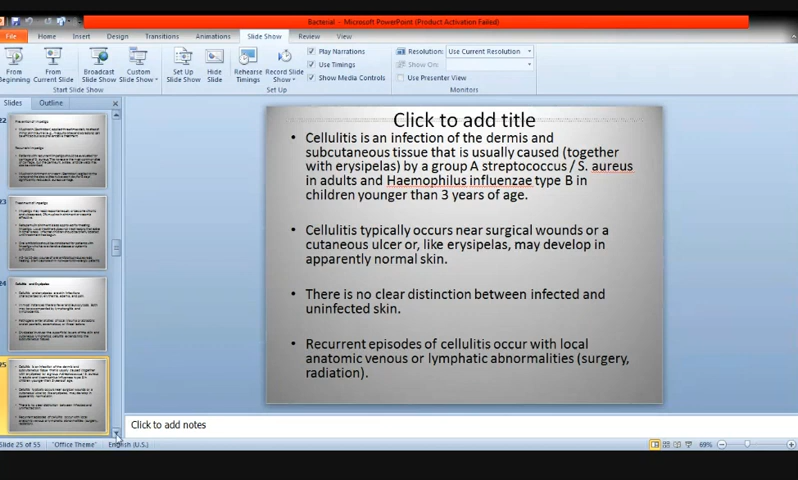 Bacterial - Microsoft PowerPoint (Product Activation Failed)
File Home Insert Design Transitions Animations Slide Show Review View
From Beginning
From Current Slide
Broadcast Slide Show
Custom Slide Show
Start Slide Show
Set Up Slide Show
Hide Slide
Rehearse Timings
Record Slide Show
Play Narrations
Use Timings
Show Media Controls
Set Up
Resolution: Use Current Resolution
Show On:
Use Presenter View
Monitors
Slides Outline
22
23
24
25
Click to add title
• Cellulitis is an infection of the dermis and
subcutaneous tissue that is usually caused (together
with erysipelas) by a group A streptococcus / S. aureus
in adults and Haemophilus influenzae type B in
children younger than 3 years of age.
• Cellulitis typically occurs near surgical wounds or a
cutaneous ulcer or, like erysipelas, may develop in
apparently normal skin.
• There is no clear distinction between infected and
uninfected skin.
• Recurrent episodes of cellulitis occur with local
anatomic venous or lymphatic abnormalities (surgery,
radiation).
Click to add notes
Slide 25 of 55 "Office Theme" English (U.S.) 69%